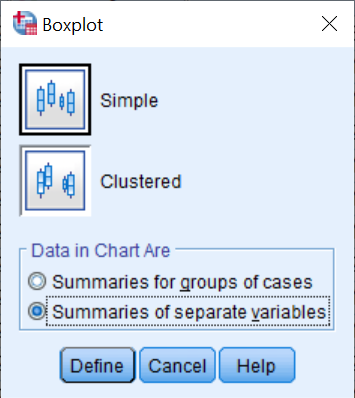 Boxplot
Simple
Clustered
Data in Chart Are
Summaries for groups of cases
Summaries of separate variables
Define Cancel Help